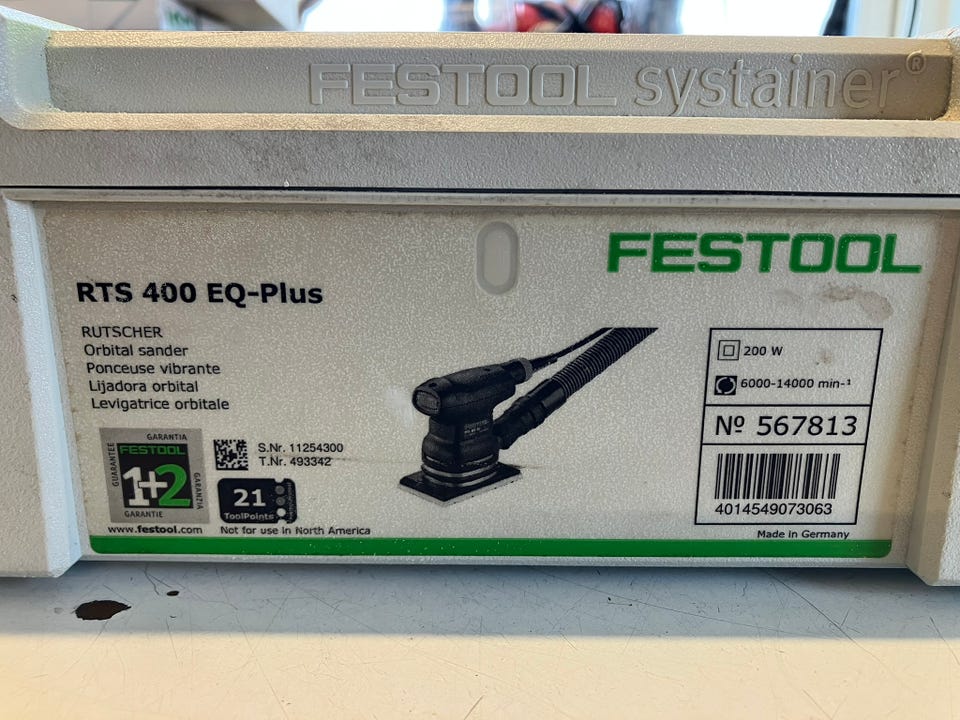 FESTOOL systainer®
FESTOOL
RTS 400 EQ-Plus
RUTSCHER
Orbital sander
Ponceuse vibrante
Lijadora orbital
Levigatrice orbitale
200 W
6000-14000 min-¹
Nº 567813
4014549073063
Made in Germany
GARANTIA
GUARANTEE
FESTOOL
1+2
GARANZIA
GARANTIE
S.Nr. 11254300
T.Nr. 493342
21
ToolPoints
www.festool.com
Not for use in North America